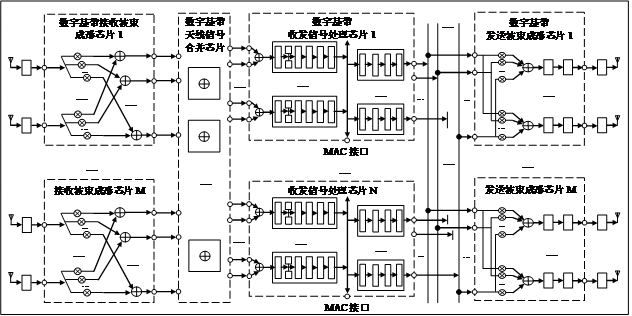 数字基带接收波束
成形芯片 1
数字基带
天线信号
合并芯片
数字基带
收发信号处理芯片 1
数字基带
发送波束成形芯片 1
MAC 接口
接收波束成形芯片 M
收发信号处理芯片 N
发送波束成形芯片 M
MAC 接口